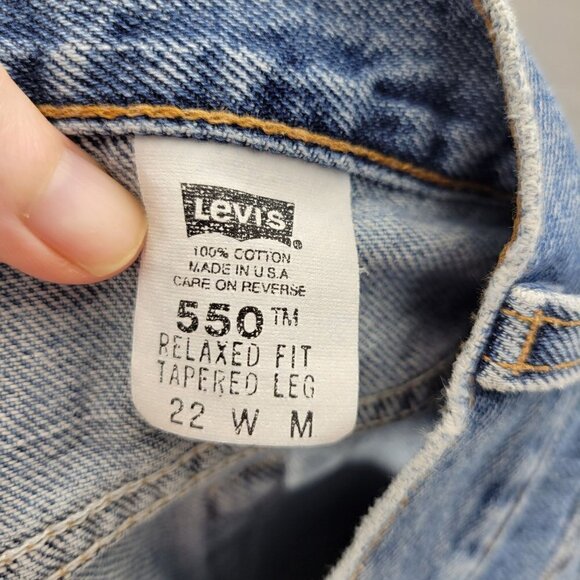 Levi's
100% COTTON
MADE IN U.S.A
CARE ON REVERSE
550™
RELAXED FIT
TAPERED LEG
22 W M